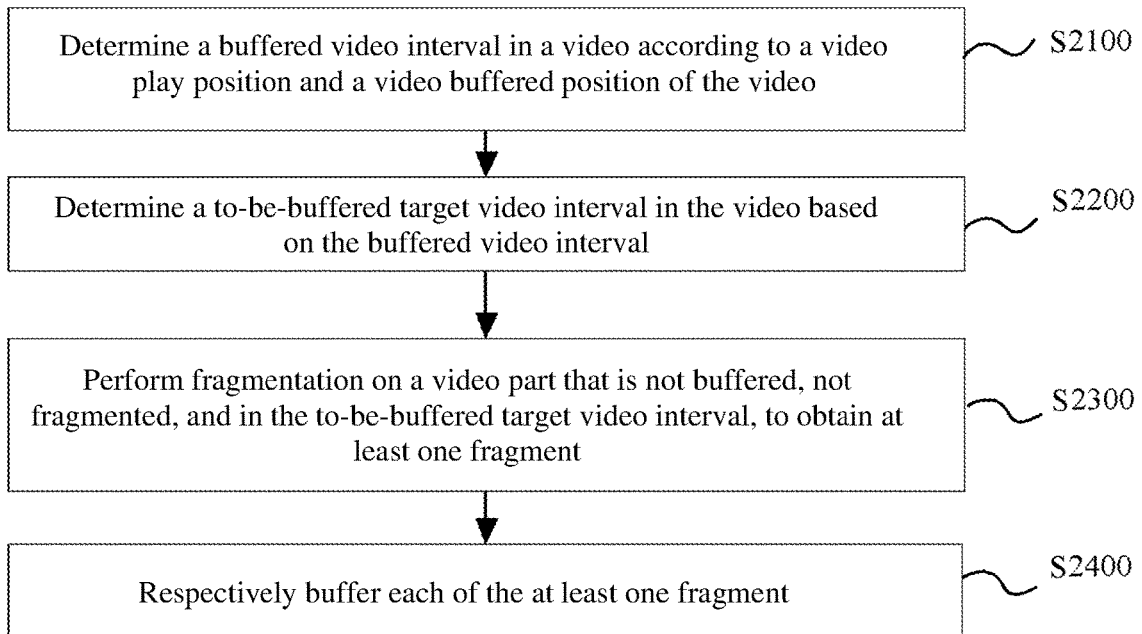 Determine a buffered video interval in a video according to a video
play position and a video buffered position of the video
S2100
Determine a to-be-buffered target video interval in the video based
on the buffered video interval
S2200
Perform fragmentation on a video part that is not buffered, not
fragmented, and in the to-be-buffered target video interval, to obtain at
least one fragment
S2300
Respectively buffer each of the at least one fragment
S2400